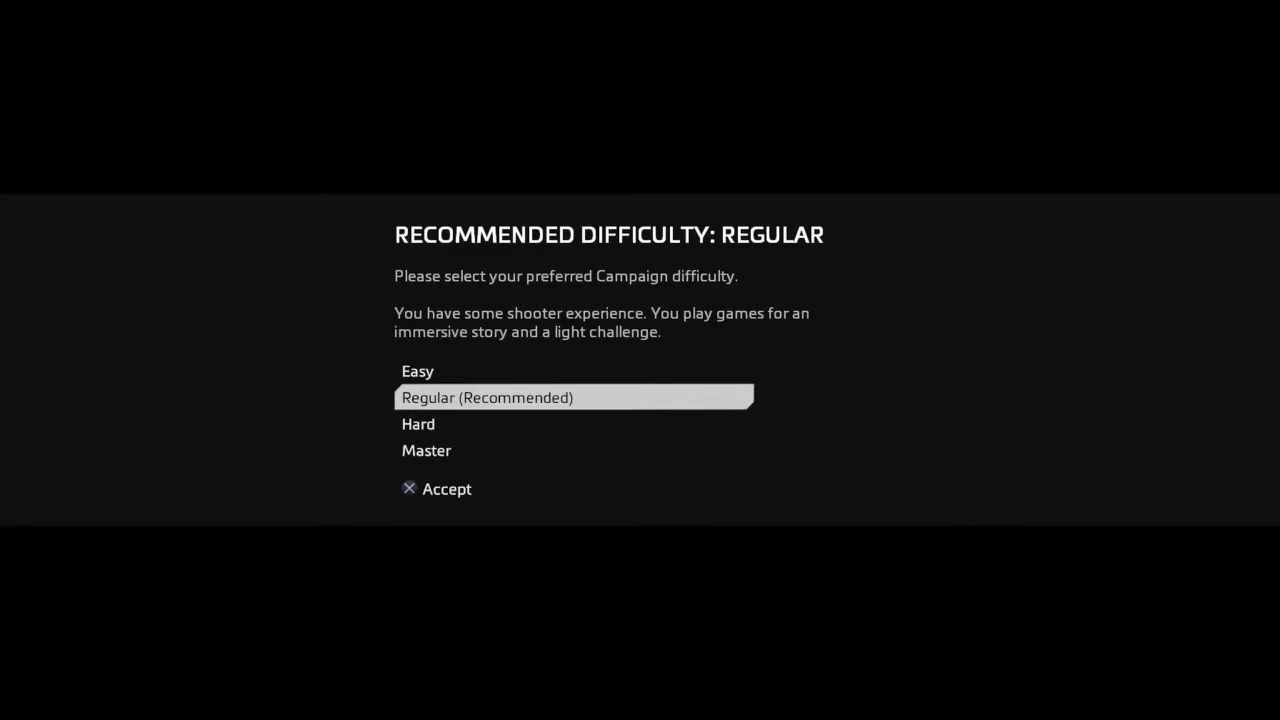 RECOMMENDED DIFFICULTY: REGULAR
Please select your preferred Campaign difficulty.
You have some shooter experience. You play games for an
immersive story and a light challenge.
Easy
Regular (Recommended)
Hard
Master
Accept